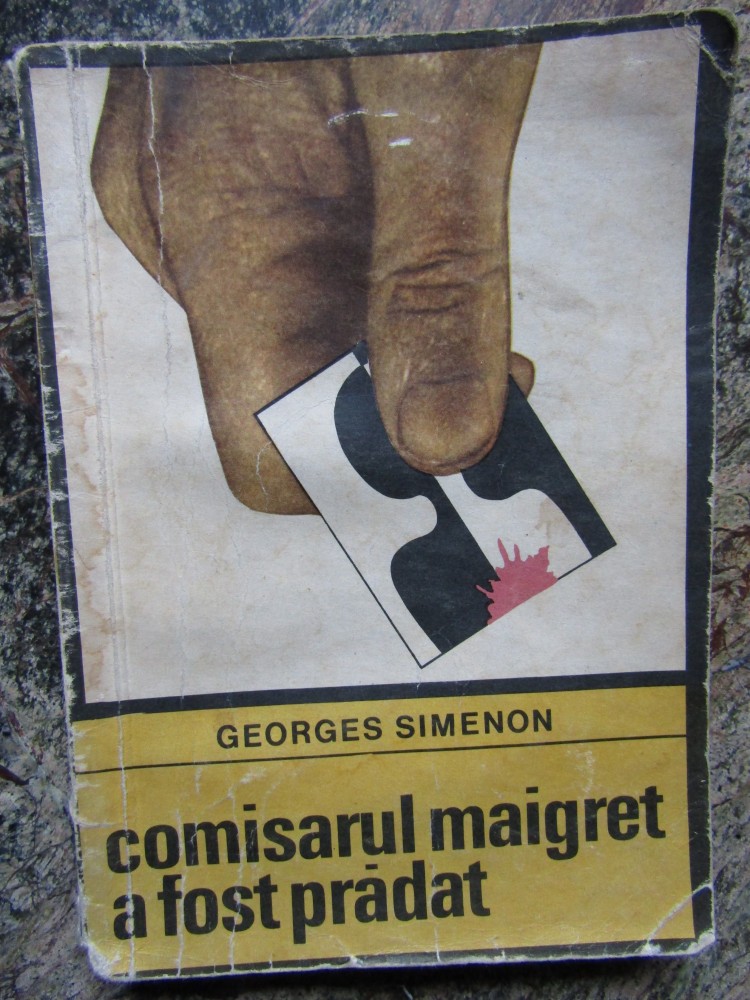 GEORGES SIMENON
comisarul maigret
a fost prădat